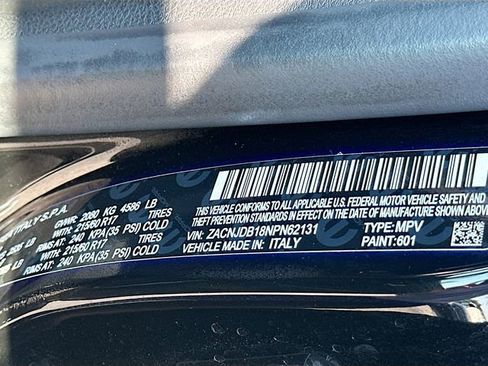 ITALY S.P.A.
GVWR: 2080 KG 4586 LB
LB WITH: 215/60 R17 TIRES
RIMS AT: 240 KPA (35 PSI) COLD
LB WITH: 215/60 R17 TIRES
RIMS AT: 240 KPA (35 PSI) COLD
THIS VEHICLE CONFORMS TO ALL APPLICABLE U.S. FEDERAL MOTOR VEHICLE
SAFETY, BUMPER, AND THEFT PREVENTION STANDARDS IN EFFECT ON THE
DATE OF MANUFACTURE SHOWN ABOVE.
VIN: ZACNJDB18NPN62131 TYPE: MPV
VEHICLE MADE IN: ITALY PAINT: 601